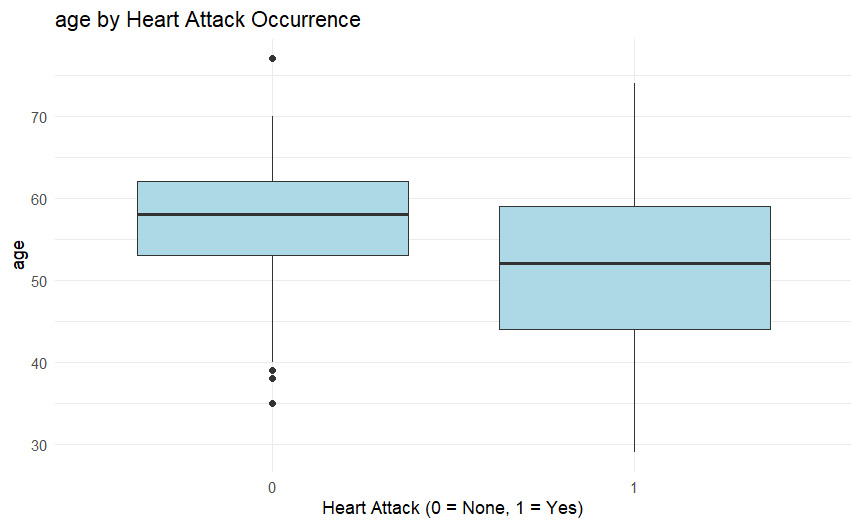 age by Heart Attack Occurrence
70
60
50
40
30
age
0
1
Heart Attack (0 = None, 1 = Yes)